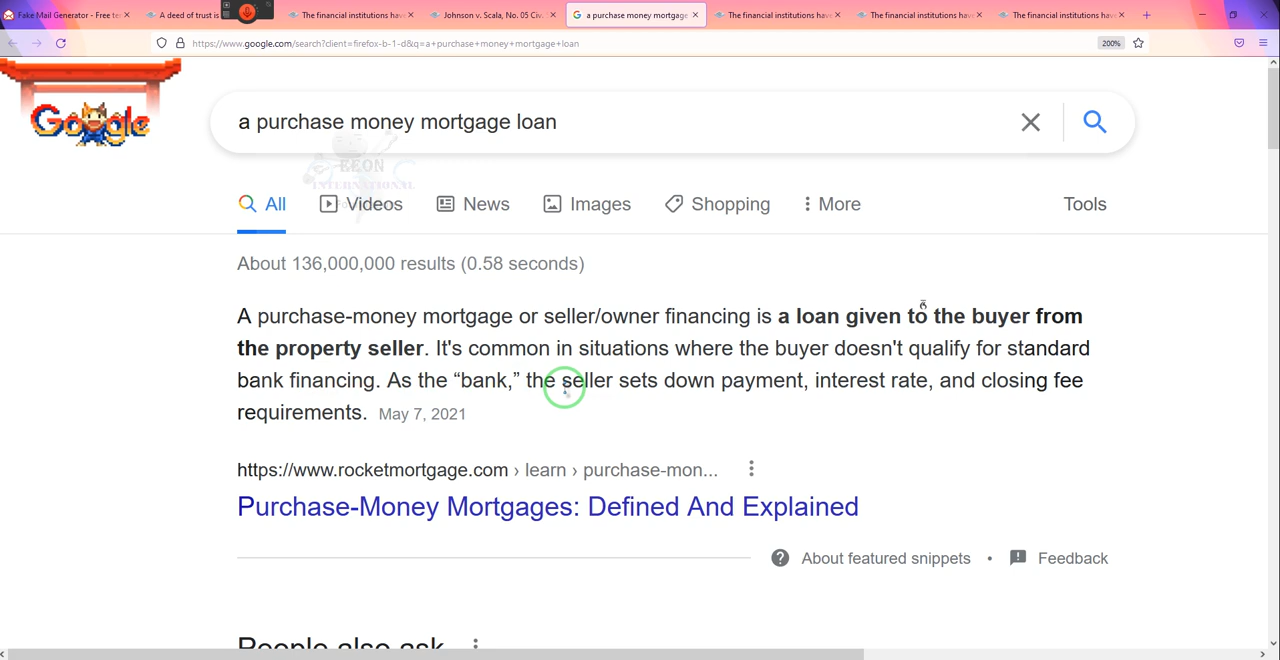 Fake Mail Generator - Free te
A deed of trust is
The financial institutions have
Johnson v. Scala, No. 05 Civ.
a purchase money mortgage
The financial institutions have
The financial institutions have
The financial institutions have
https://www.google.com/search?client=firefox-b-1-d&q=a+purchase+money+mortgage+loan
200%
Google
a purchase money mortgage loan
BEON
INTERNATIONAL
All
Videos
News
Images
Shopping
More
Tools
About 136,000,000 results (0.58 seconds)
A purchase-money mortgage or seller/owner financing is a loan given to the buyer from
the property seller. It's common in situations where the buyer doesn't qualify for standard
bank financing. As the “bank,” the seller sets down payment, interest rate, and closing fee
requirements. May 7, 2021
https://www.rocketmortgage.com › learn › purchase-mon...
Purchase-Money Mortgages: Defined And Explained
About featured snippets • Feedback
People also ask